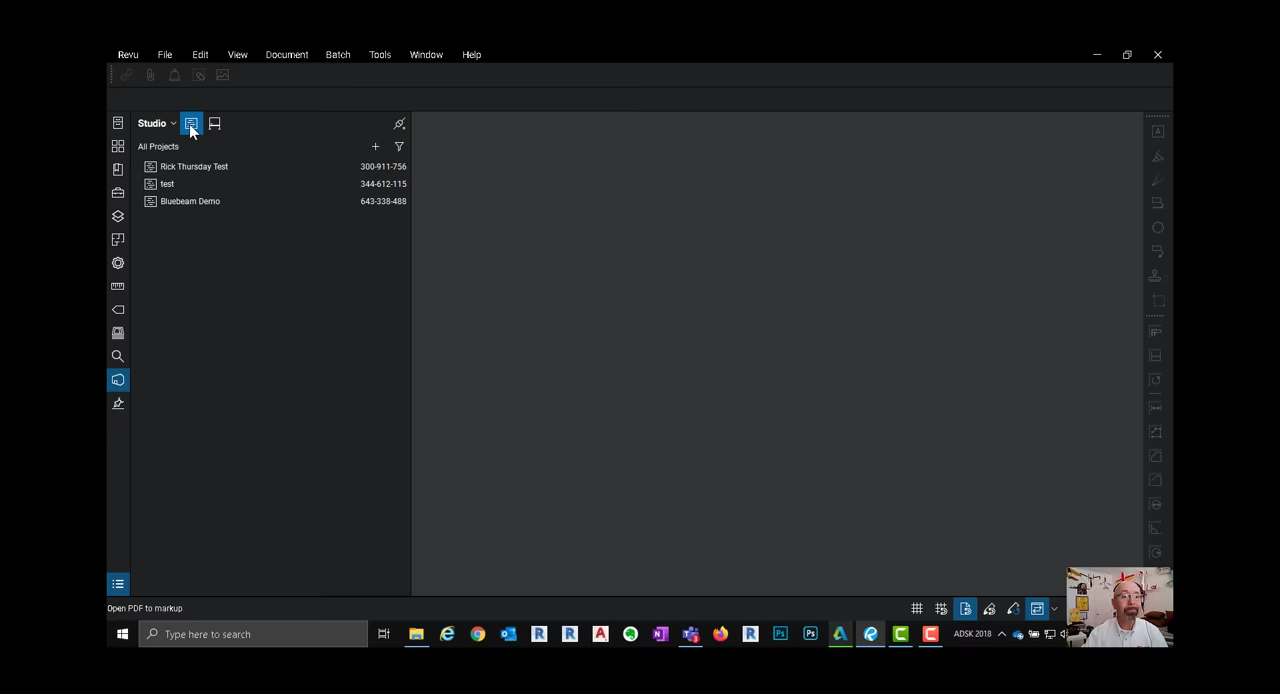 Revu File Edit View Document Batch Tools Window Help
Studio
All Projects
Rick Thursday Test 300-911-756
test 344-612-115
Bluebeam Demo 643-338-488
Open PDF to markup
Type here to search
ADSK 2018